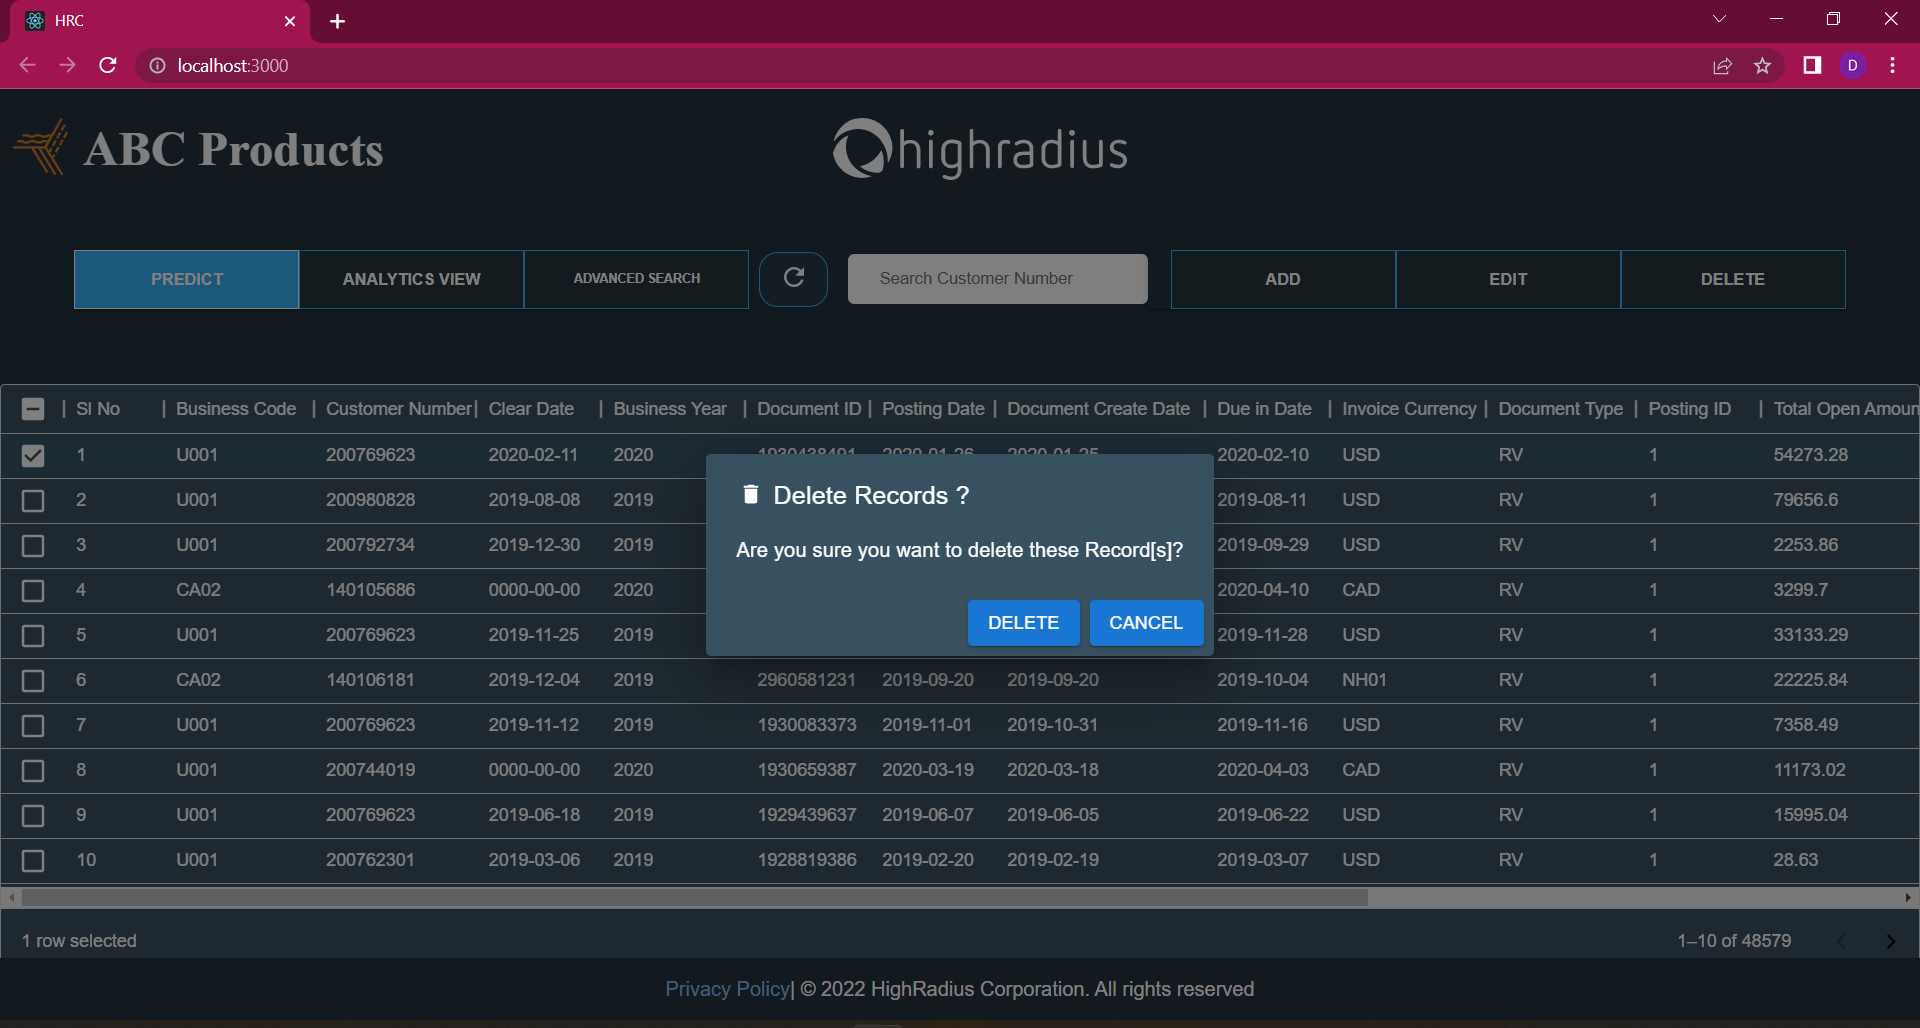 HRC
localhost:3000
D
ABC Products
highradius
PREDICT ANALYTICS VIEW ADVANCED SEARCH Search Customer Number ADD EDIT DELETE
Sl No | Business Code | Customer Number | Clear Date | Business Year | Document ID | Posting Date | Document Create Date | Due in Date | Invoice Currency | Document Type | Posting ID | Total Open Amoun
1 U001 200769623 2020-02-11 2020 1930438491 2020-01-26 2020-01-25 2020-02-10 USD RV 1 54273.28
2 U001 200980828 2019-08-08 2019 2019-08-11 USD RV 1 79656.6
3 U001 200792734 2019-12-30 2019 2019-09-29 USD RV 1 2253.86
4 CA02 140105686 0000-00-00 2020 2020-04-10 CAD RV 1 3299.7
5 U001 200769623 2019-11-25 2019 2019-11-28 USD RV 1 33133.29
6 CA02 140106181 2019-12-04 2019 2960581231 2019-09-20 2019-09-20 2019-10-04 NH01 RV 1 22225.84
7 U001 200769623 2019-11-12 2019 1930083373 2019-11-01 2019-10-31 2019-11-16 USD RV 1 7358.49
8 U001 200744019 0000-00-00 2020 1930659387 2020-03-19 2020-03-18 2020-04-03 CAD RV 1 11173.02
9 U001 200769623 2019-06-18 2019 1929439637 2019-06-07 2019-06-05 2019-06-22 USD RV 1 15995.04
10 U001 200762301 2019-03-06 2019 1928819386 2019-02-20 2019-02-19 2019-03-07 USD RV 1 28.63
Delete Records ?
Are you sure you want to delete these Record[s]?
DELETE CANCEL
1 row selected
1–10 of 48579
Privacy Policy| © 2022 HighRadius Corporation. All rights reserved